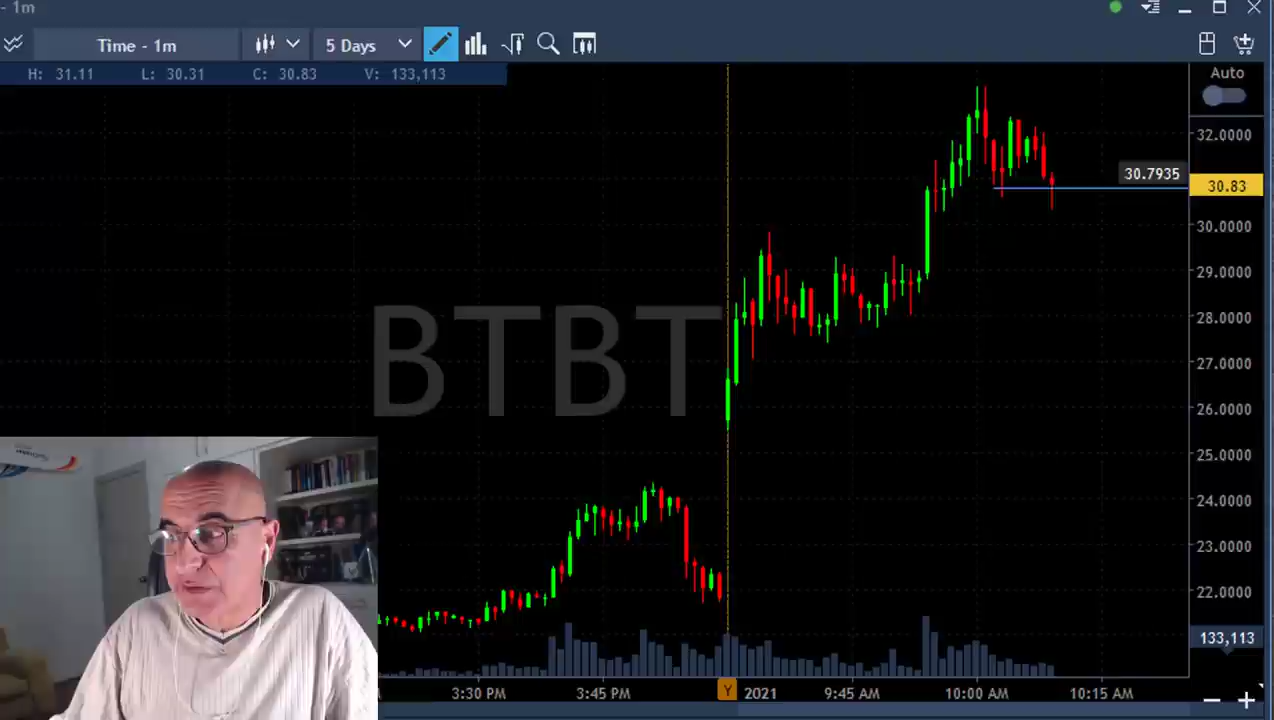 - 1m
Time - 1m
5 Days
H: 31.11 L: 30.31 C: 30.83 V: 133,113
Auto
32.0000
30.7935
30.83
30.0000
29.0000
28.0000
BTBT
27.0000
26.0000
25.0000
24.0000
23.0000
22.0000
133,113
3:30 PM 3:45 PM Y 2021 9:45 AM 10:00 AM 10:15 AM